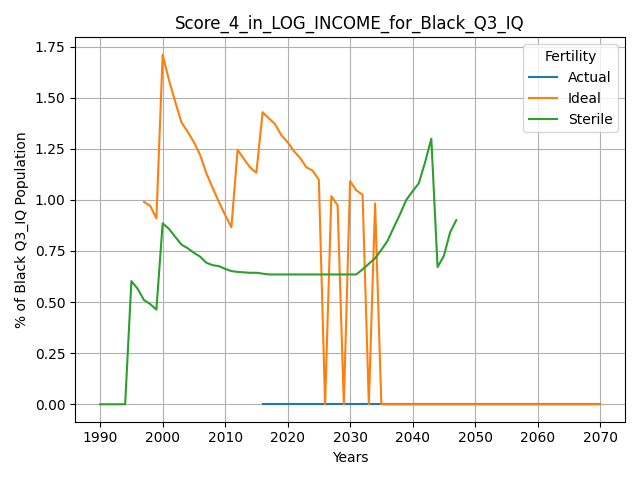 Score_4_in_LOG_INCOME_for_Black_Q3_IQ
% of Black Q3_IQ Population
1.75
1.50
1.25
1.00
0.75
0.50
0.25
0.00
Fertility
Actual
Ideal
Sterile
1990 2000 2010 2020 2030 2040 2050 2060 2070
Years